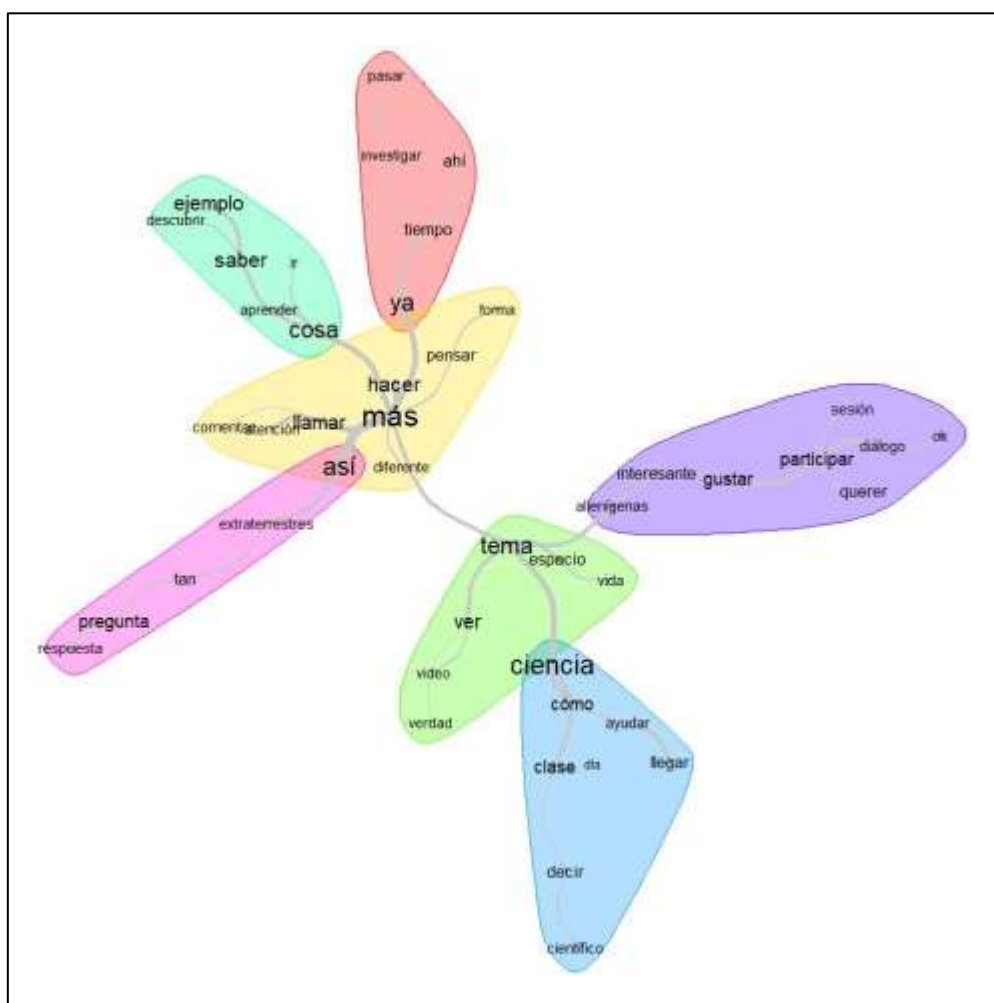 pasar
investigar
ahí
tiempo
ya
ejemplo
descubrir
saber
ir
aprender
cosa
forma
pensar
hacer
llamar
más
comentar
atención
diferente
así
extraterrestres
tan
pregunta
respuesta
sesión
diálogo
ok
participar
interesante
gustar
querer
alienígenas
tema
espacio
vida
ver
video
verdad
ciencia
cómo
ayudar
clase
día
llegar
decir
científico